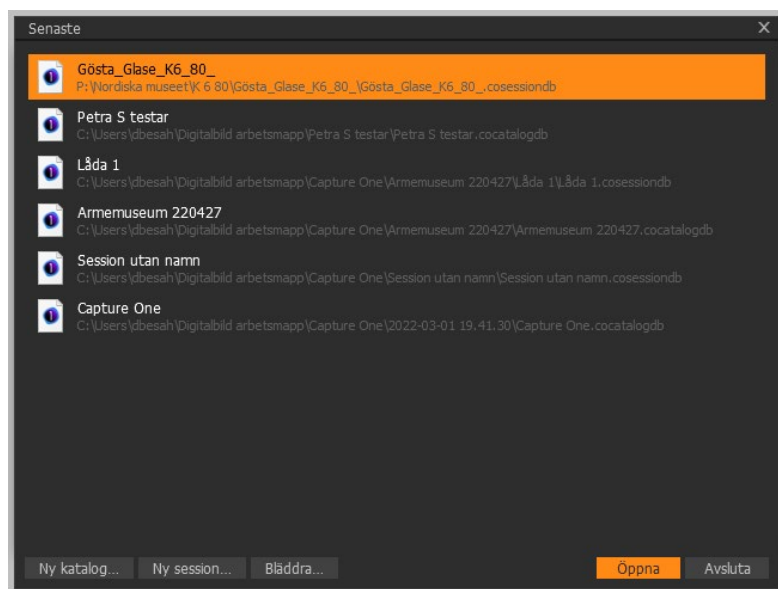 Senaste
Gösta_Glase_K6_80_
P:\Nordiska museet\K 6 80\Gösta_Glase_K6_80_\Gösta_Glase_K6_80_.cosessiondb
Petra S testar
C:\Users\dbesah\Digitalbild arbetsmapp\Petra S testar\Petra S testar.cocatalogdb
Låda 1
C:\Users\dbesah\Digitalbild arbetsmapp\Capture One\Armemuseum 220427\Låda 1\Låda 1.cosessiondb
Armemuseum 220427
C:\Users\dbesah\Digitalbild arbetsmapp\Capture One\Armemuseum 220427\Armemuseum 220427.cocatalogdb
Session utan namn
C:\Users\dbesah\Digitalbild arbetsmapp\Capture One\Session utan namn\Session utan namn.cosessiondb
Capture One
C:\Users\dbesah\Digitalbild arbetsmapp\Capture One\2022-03-01 19.41.30\Capture One.cocatalogdb
Ny katalog... Ny session... Bläddra... Öppna Avsluta